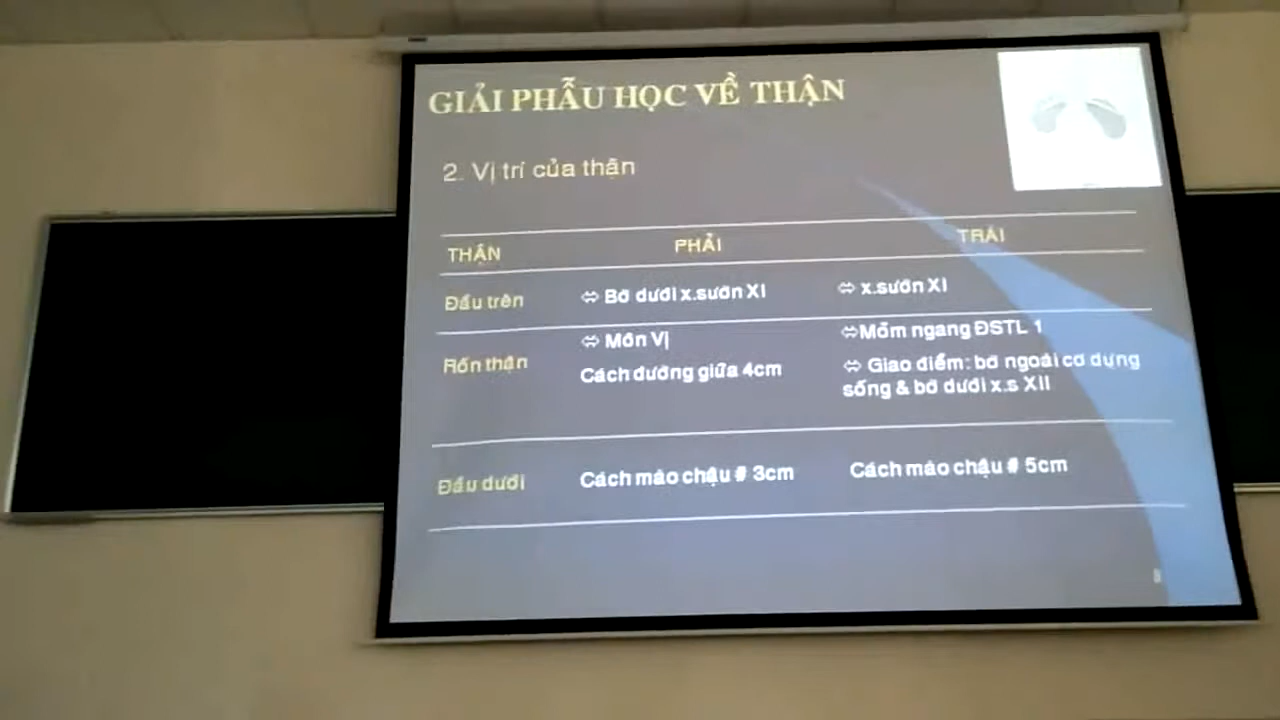 GIẢI PHẪU HỌC VỀ THẬN
2. Vị trí của thận
THẬN PHẢI TRÁI
Đầu trên ⇔ Bờ dưới x.sườn XI ⇔ x.sườn XI
Rốn thận ⇔ Môn Vị ⇔Mỏm ngang ĐSTL 1
Cách đường giữa 4cm ⇔ Giao điểm: bờ ngoài cơ dựng
sống & bờ dưới x.s XII
Đầu dưới Cách mào chậu # 3cm Cách mào chậu # 5cm